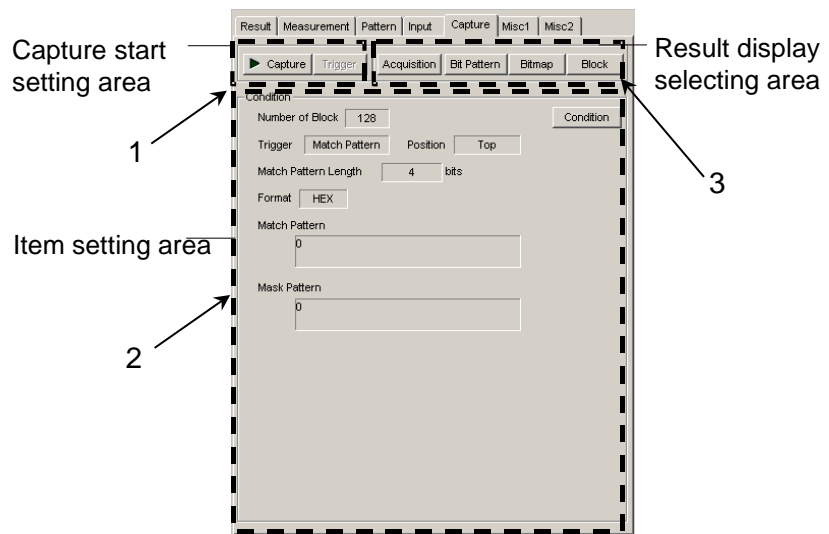 Result Measurement Pattern Input Capture Misc1 Misc2
Capture start
setting area
Capture Trigger Acquisition Bit Pattern Bitmap Block
Result display
selecting area
1
3
Condition
Number of Block 128 Condition
Trigger Match Pattern Position Top
Match Pattern Length 4 bits
Format HEX
Match Pattern
0
Item setting area
Mask Pattern
0
2